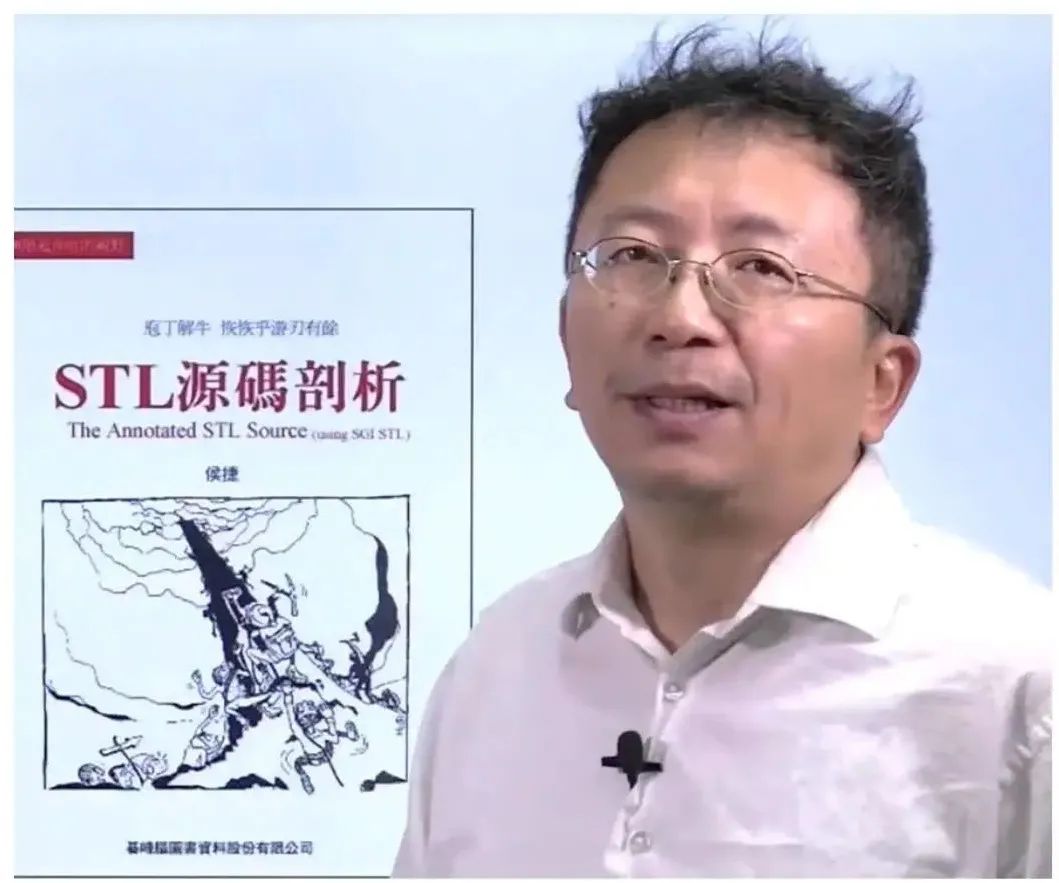 庖丁解牛 恢恢乎游刃有餘
STL源碼剖析
The Annotated STL Source (using SGI STL)
侯捷
碁峰腦圖書資料股份有限公司